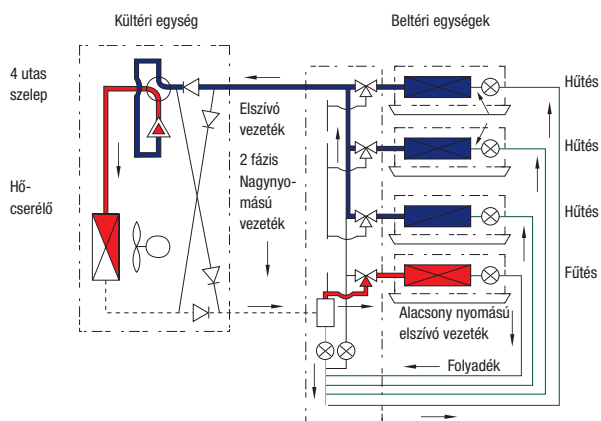 Kültéri egység
Beltéri egységek
4 utas
szelep
Elszívó
vezeték
2 fázis
Nagynyo-
mású
vezeték
Hő-
cserélő
Hűtés
Hűtés
Hűtés
Fűtés
Alacsony nyomású
elszívó vezeték
Folyadék